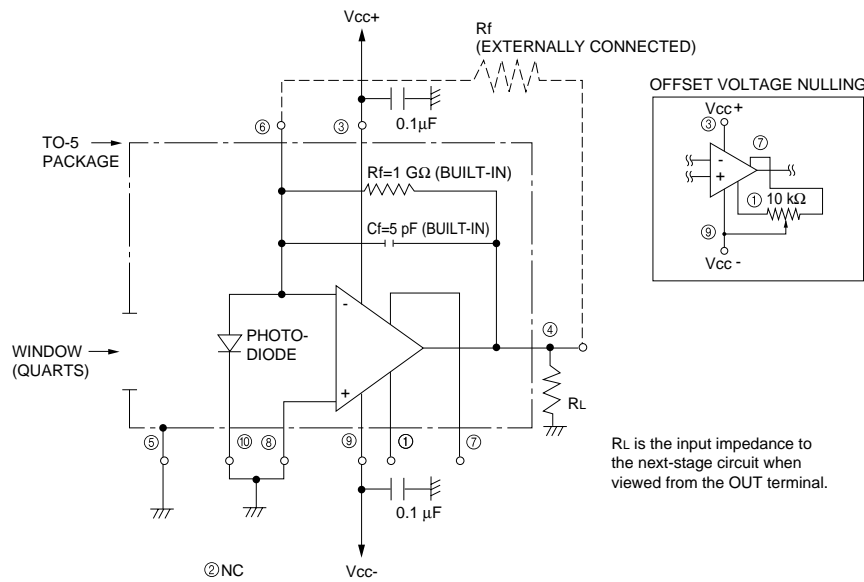 Vcc+
Rf
(EXTERNALLY CONNECTED)
0.1µF
⑥
③
TO-5
PACKAGE
Rf=1 GΩ (BUILT-IN)
Cf=5 pF (BUILT-IN)
-
+
PHOTO-
DIODE
WINDOW
(QUARTS)
④
RL
⑤
⑩
⑧
⑨
①
⑦
0.1 µF
Vcc-
②NC
OFFSET VOLTAGE NULLING
Vcc+
③
⑦
-
+
① 10 kΩ
⑨
Vcc -
RL is the input impedance to
the next-stage circuit when
viewed from the OUT terminal.